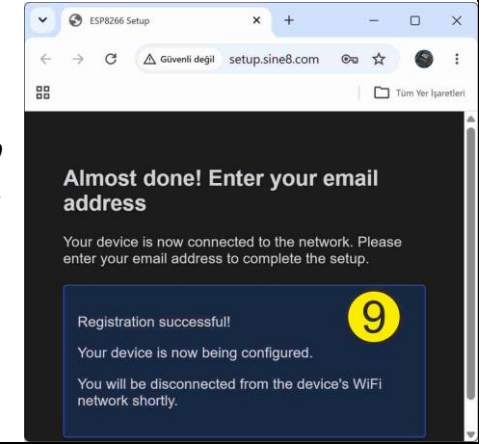 ESP8266 Setup
Güvenli değil setup.sine8.com
Tüm Yer İşaretleri
Almost done! Enter your email
address
Your device is now connected to the network. Please
enter your email address to complete the setup.
Registration successful!
9
Your device is now being configured.
You will be disconnected from the device's WiFi
network shortly.